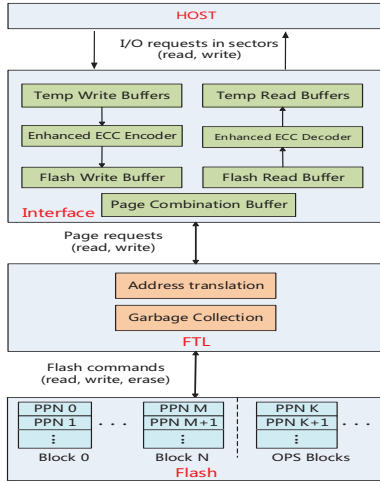 HOST
I/O requests in sectors
(read, write)
Temp Write Buffers
Temp Read Buffers
Enhanced ECC Encoder
Enhanced ECC Decoder
Flash Write Buffer
Flash Read Buffer
Page Combination Buffer
Interface
Page requests
(read, write)
Address translation
Garbage Collection
FTL
Flash commands
(read, write, erase)
PPN 0
PPN M
PPN K
PPN 1
PPN M+1
PPN K+1
Block 0
Block N
OPS Blocks
Flash